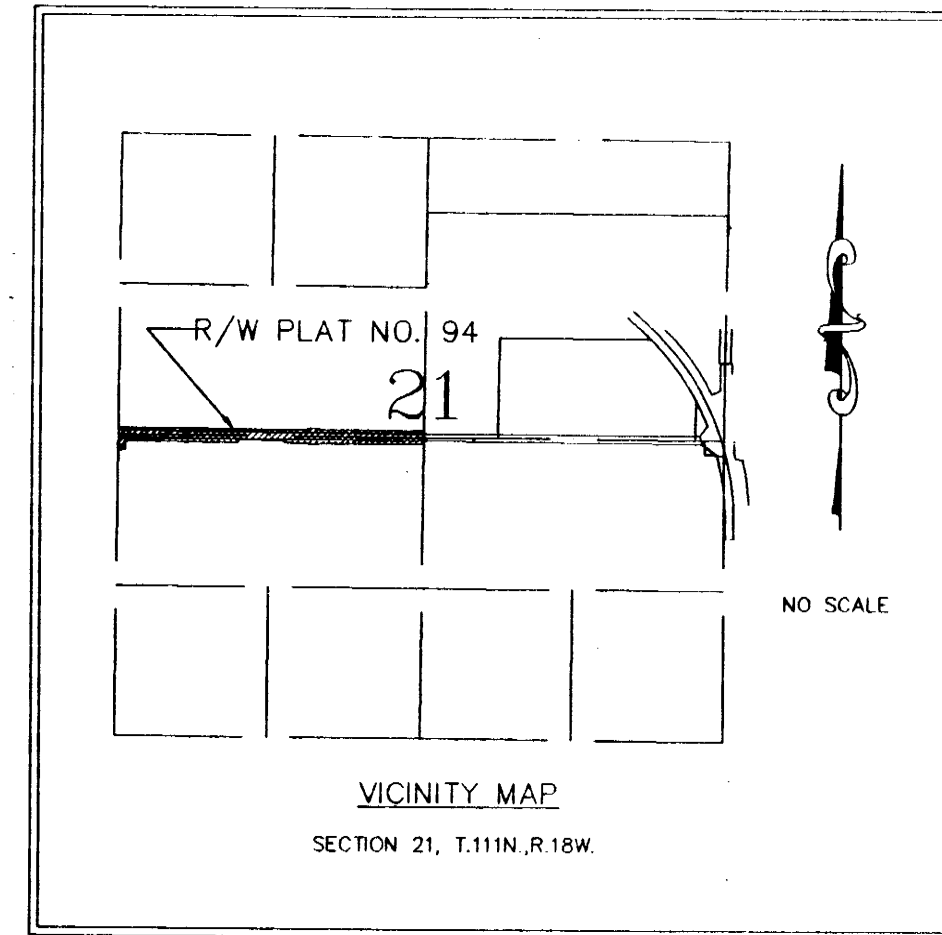 R/W PLAT NO. 94
21
NO SCALE
VICINITY MAP
SECTION 21, T.111N.,R.18W.